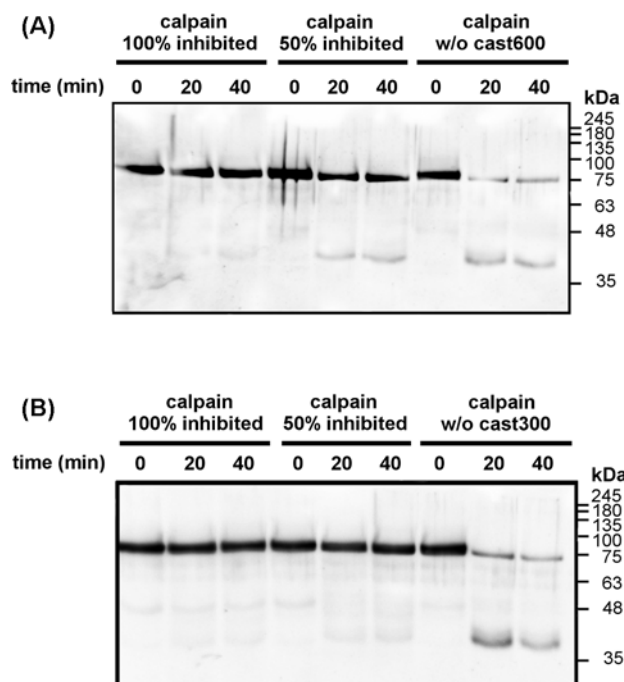 (A)
calpain calpain calpain
100% inhibited 50% inhibited w/o cast600
time (min) 0 20 40 0 20 40 0 20 40
kDa
245
180
135
100
75
63
48
35
(B)
calpain calpain calpain
100% inhibited 50% inhibited w/o cast300
time (min) 0 20 40 0 20 40 0 20 40
kDa
245
180
135
100
75
63
48
35